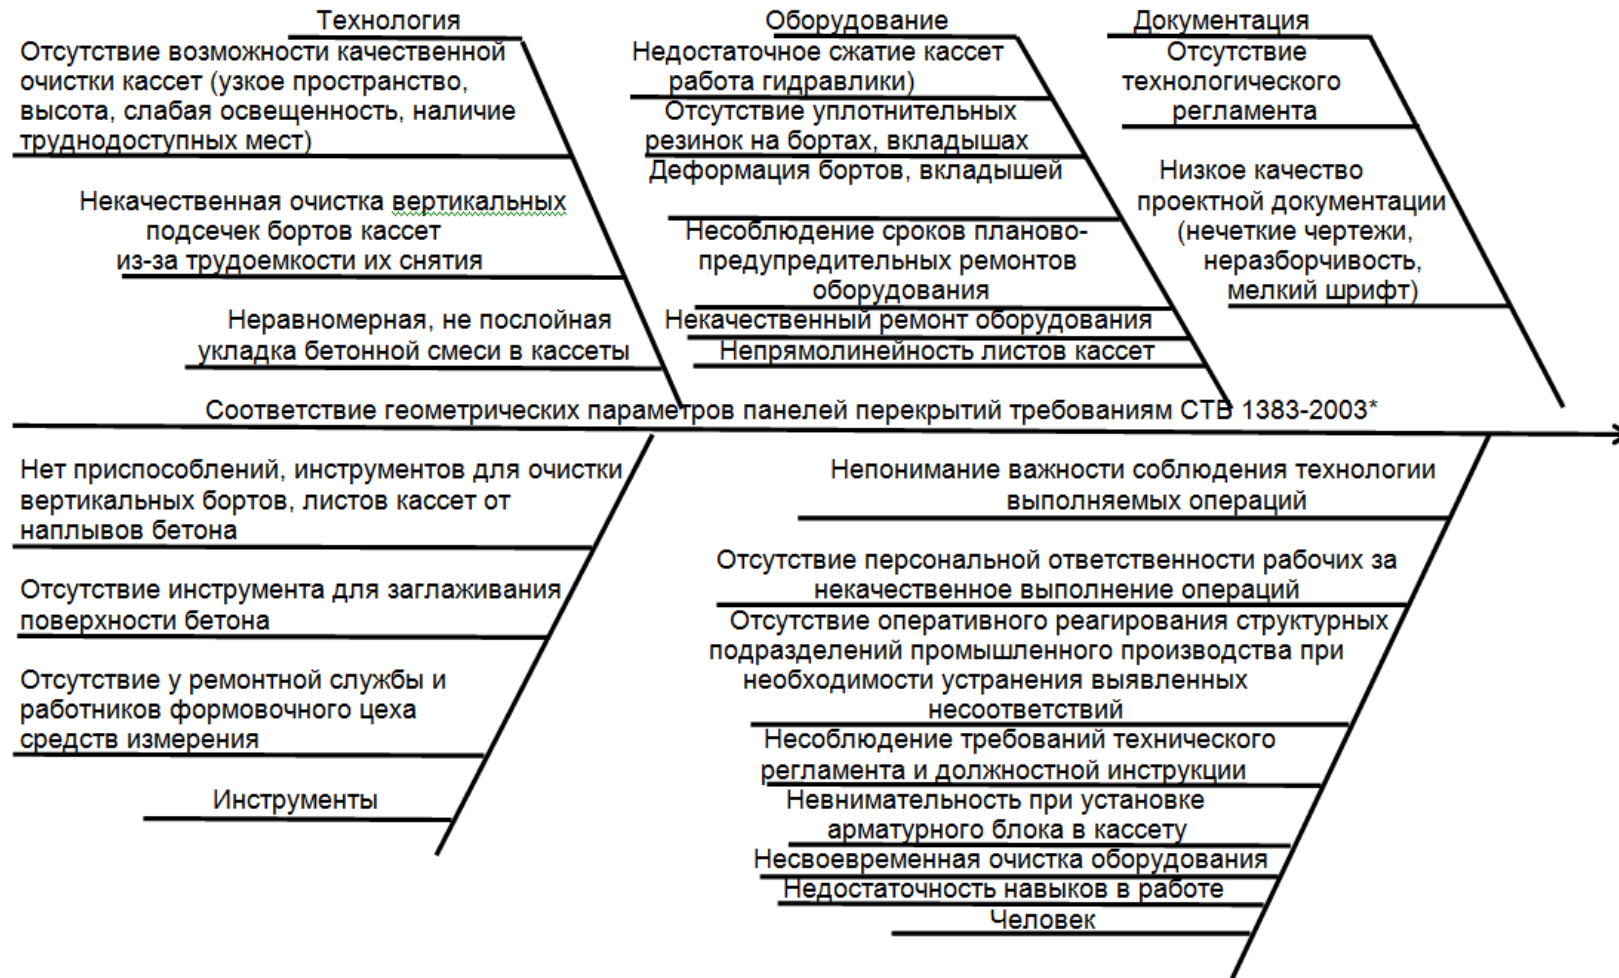 Технология
Отсутствие возможности качественной
очистки кассет (узкое пространство,
высота, слабая освещенность, наличие
труднодоступных мест)
Некачественная очистка вертикальных
подсечек бортов кассет
из-за трудоемкости их снятия
Неравномерная, не послойная
укладка бетонной смеси в кассеты
Оборудование
Недостаточное сжатие кассет
работа гидравлики)
Отсутствие уплотнительных
резинок на бортах, вкладышах
Деформация бортов, вкладышей
Несоблюдение сроков планово-
предупредительных ремонтов
оборудования
Некачественный ремонт оборудования
Непрямолинейность листов кассет
Документация
Отсутствие
технологического
регламента
Низкое качество
проектной документации
(нечеткие чертежи,
неразборчивость,
мелкий шрифт)
Соответствие геометрических параметров панелей перекрытий требованиям СТБ 1383-2003*
Нет приспособлений, инструментов для очистки
вертикальных бортов, листов кассет от
наплывов бетона
Отсутствие инструмента для заглаживания
поверхности бетона
Отсутствие у ремонтной службы и
работников формовочного цеха
средств измерения
Инструменты
Непонимание важности соблюдения технологии
выполняемых операций
Отсутствие персональной ответственности рабочих за
некачественное выполнение операций
Отсутствие оперативного реагирования структурных
подразделений промышленного производства при
необходимости устранения выявленных
несоответствий
Несоблюдение требований технического
регламента и должностной инструкции
Невнимательность при установке
арматурного блока в кассету
Несвоевременная очистка оборудования
Недостаточность навыков в работе
Человек